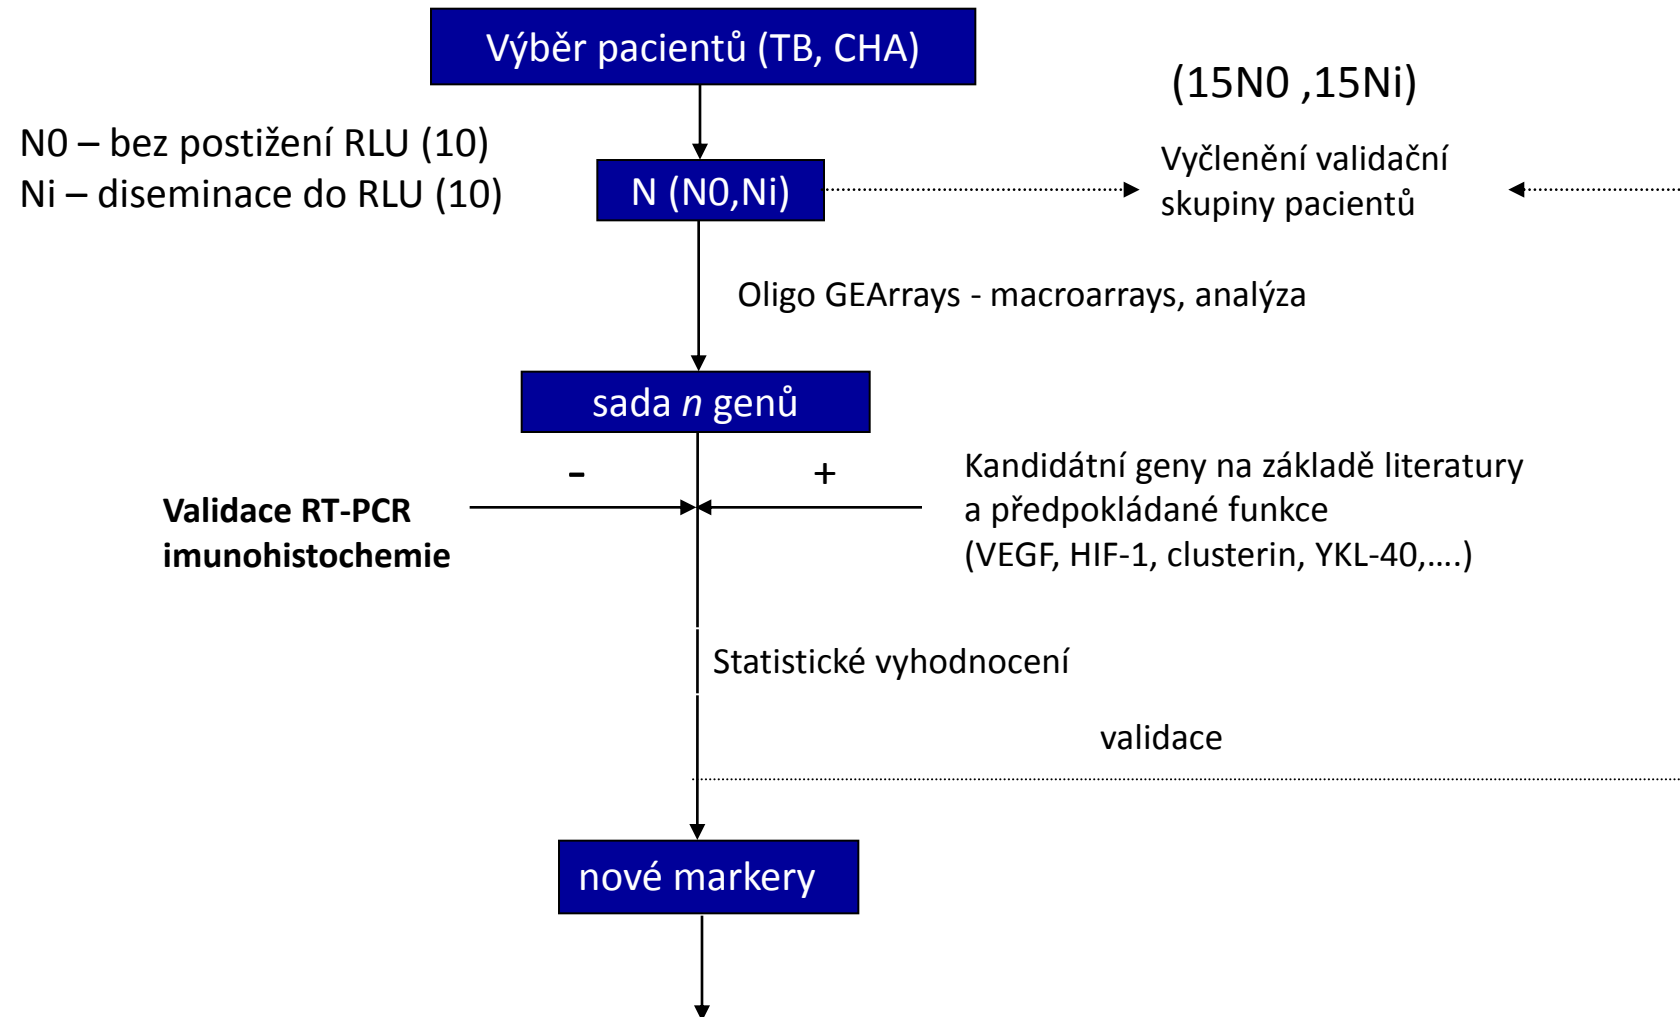 Výběr pacientů (TB, CHA)
(15N0 ,15Ni)
N0 – bez postižení RLU (10)
Ni – diseminace do RLU (10)
N (N0,Ni)
Vyčlenění validační
skupiny pacientů
Oligo GEArrays - macroarrays, analýza
sada n genů
-
+
Validace RT-PCR
imunohistochemie
Kandidátní geny na základě literatury
a předpokládané funkce
(VEGF, HIF-1, clusterin, YKL-40,….)
Statistické vyhodnocení
validace
nové markery